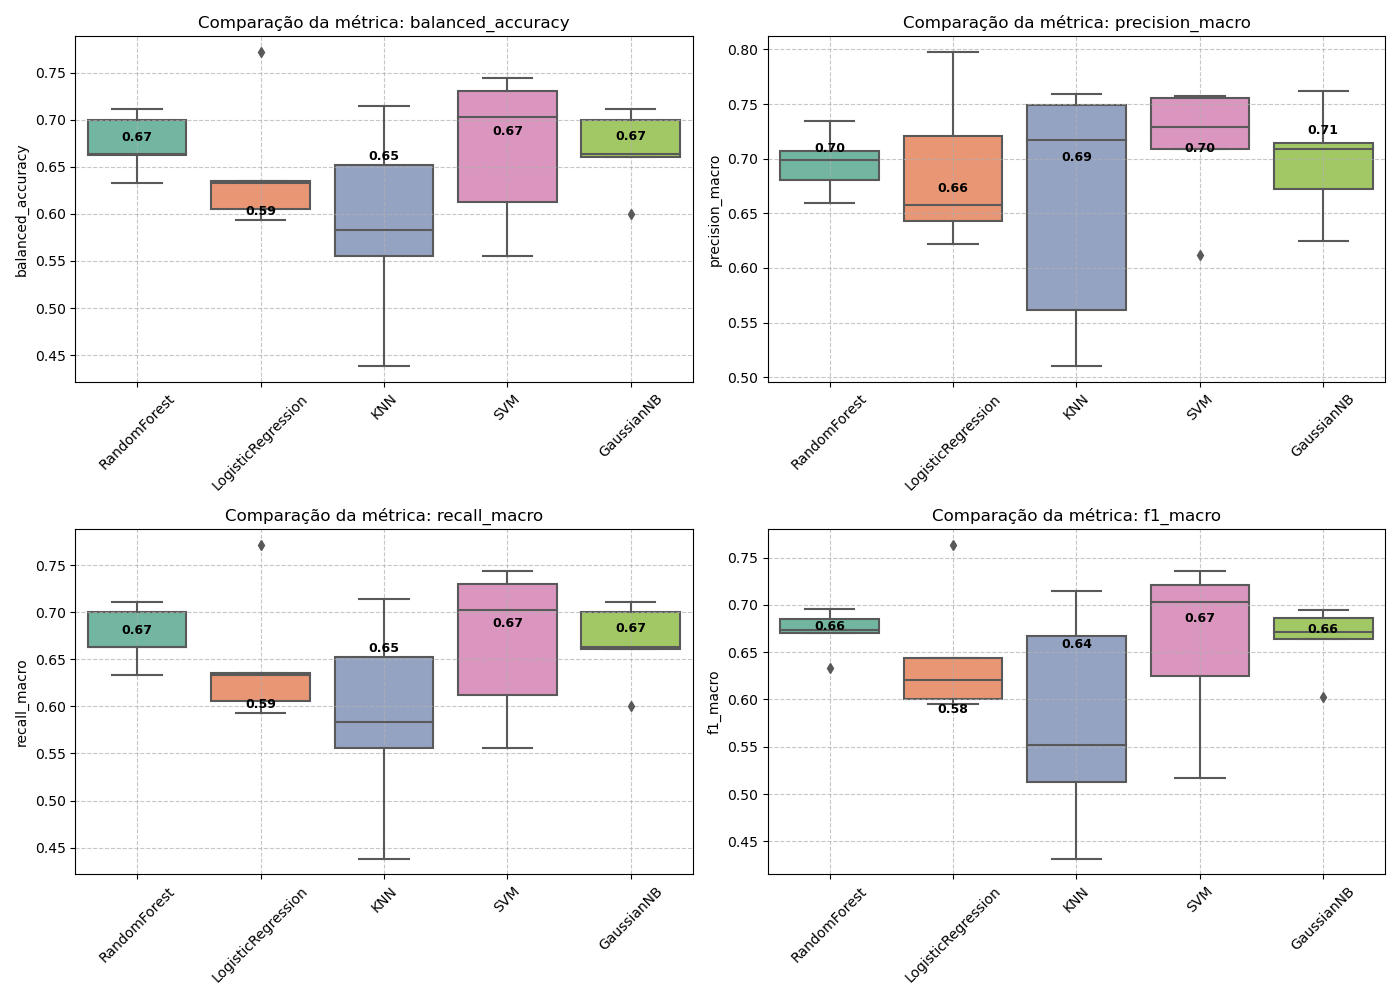 Comparação da métrica: balanced_accuracy
balanced_accuracy
0.75
0.70
0.65
0.60
0.55
0.50
0.45
0.67
0.59
0.65
0.67
0.67
RandomForest
LogisticRegression
KNN
SVM
GaussianNB
Comparação da métrica: precision_macro
precision_macro
0.80
0.75
0.70
0.65
0.60
0.55
0.50
0.70
0.66
0.69
0.70
0.71
RandomForest
LogisticRegression
KNN
SVM
GaussianNB
Comparação da métrica: recall_macro
recall_macro
0.75
0.70
0.65
0.60
0.55
0.50
0.45
0.67
0.59
0.65
0.67
0.67
RandomForest
LogisticRegression
KNN
SVM
GaussianNB
Comparação da métrica: f1_macro
f1_macro
0.75
0.70
0.65
0.60
0.55
0.50
0.45
0.66
0.58
0.64
0.67
0.66
RandomForest
LogisticRegression
KNN
SVM
GaussianNB